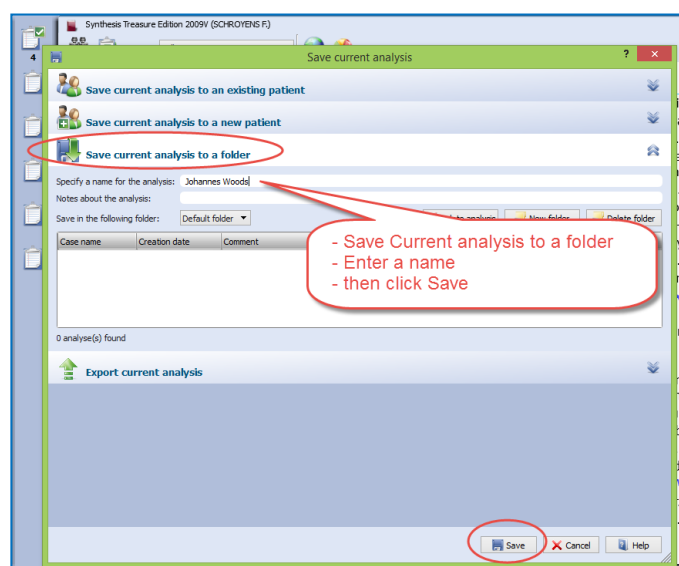 Synthesis Treasure Edition 2009V (SCHROYENS F.)
4
Save current analysis
?
Save current analysis to an existing patient
Save current analysis to a new patient
Save current analysis to a folder
Specify a name for the analysis: Johannes Woods
Notes about the analysis:
Save in the following folder: Default folder analysis New folder Delete folder
Case name Creation date Comment
- Save Current analysis to a folder
- Enter a name
- then click Save
0 analyse(s) found
Export current analysis
Save Cancel Help